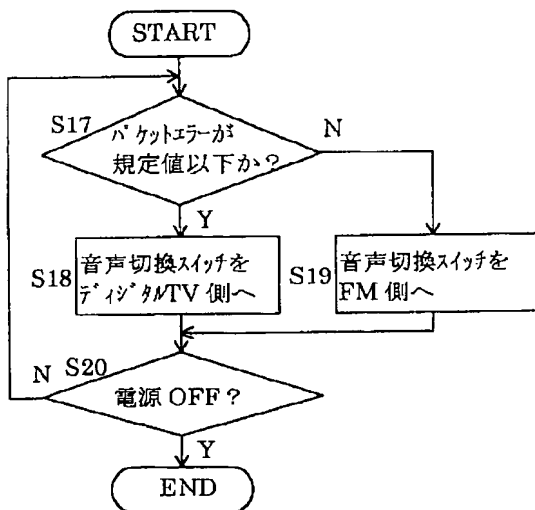 START
S17
パケットエラーが
規定値以下か?
N
Y
S18
音声切換スイッチを
ディジタルTV 側へ
S19
音声切換スイッチを
FM 側へ
N
S20
電源 OFF?
Y
END